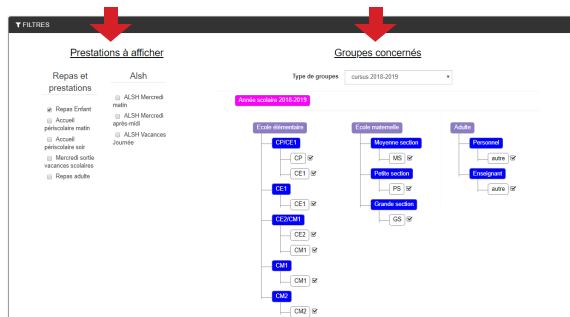 FILTRES
Prestations à afficher
Groupes concernés
Repas et
prestations
Alsh
Repas Enfant
Accueil
périscolaire matin
Accueil
périscolaire soir
Mercredi sortie
vacances scolaires
Repas adulte
ALSH Mercredi
matin
ALSH Mercredi
après-midi
ALSH Vacances
Journée
Type de groupes
cursus 2018-2019
Année scolaire 2018-2019
Ecole élémentaire
CP/CE1
CP
CE1
CE1
CE1
CE2/CM1
CE2
CM1
CM1
CM1
CM2
CM2
Ecole maternelle
Moyenne section
MS
Petite section
PS
Grande section
GS
Adulte
Personnel
autre
Enseignant
autre